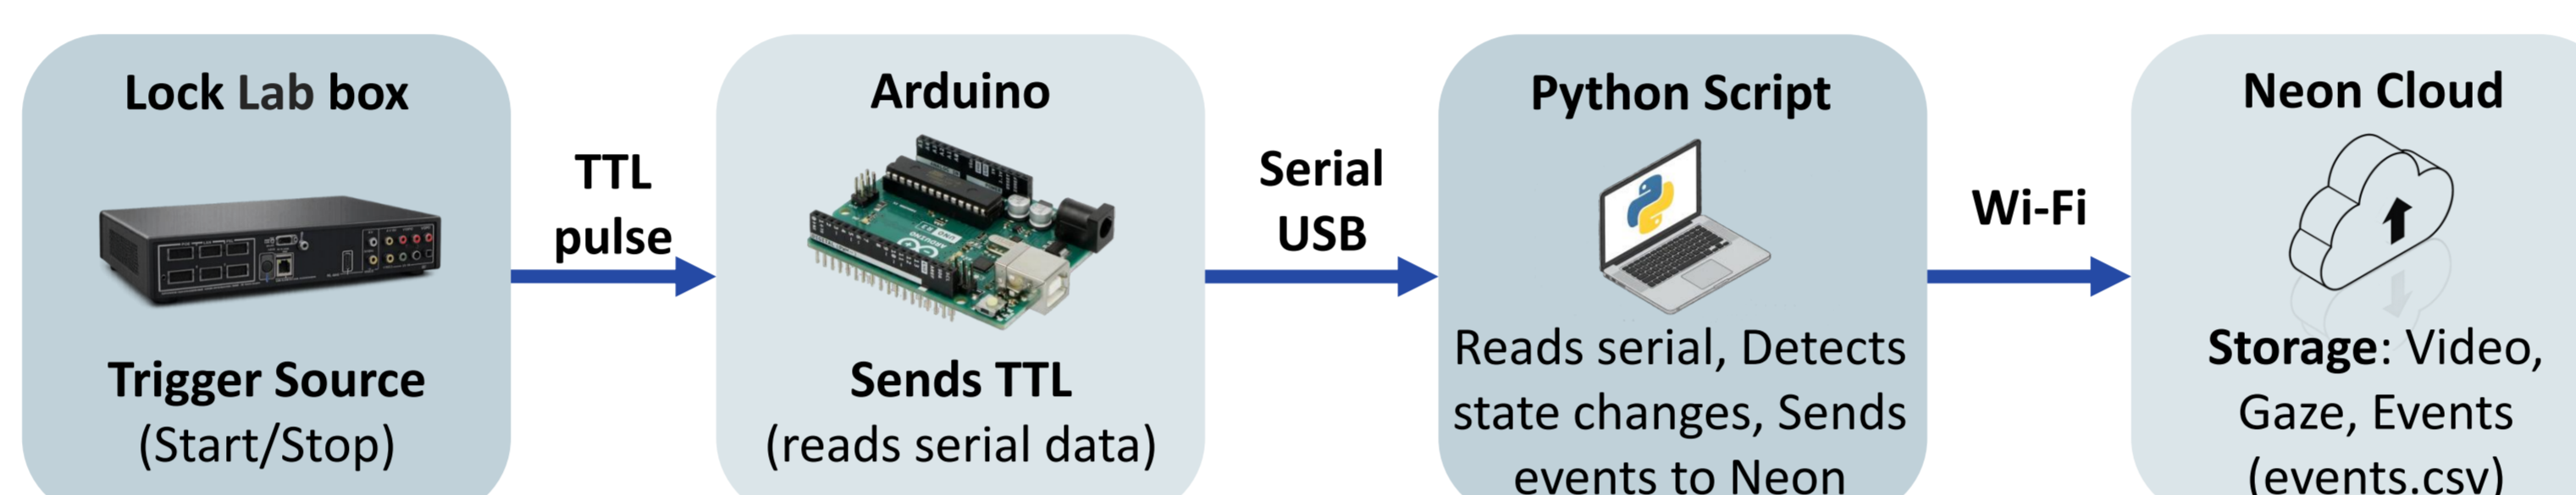 Lock Lab box
Trigger Source
(Start/Stop)
TTL
pulse
Arduino
Sends TTL
(reads serial data)
Serial
USB
Python Script
Reads serial, Detects
state changes, Sends
events to Neon
Wi-Fi
Neon Cloud
Storage: Video,
Gaze, Events
(events.csv)